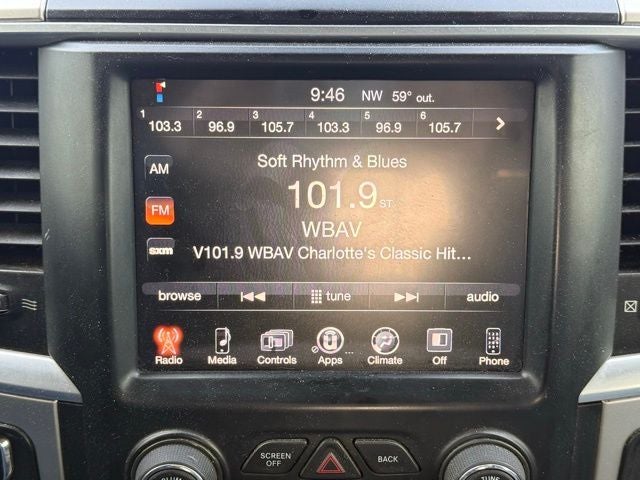 9:46 NW 59° out.
1 2 3 4 5 6
103.3 96.9 105.7 103.3 96.9 105.7
AM
Soft Rhythm & Blues
101.9 ST
FM
WBAV
sxm
V101.9 WBAV Charlotte's Classic Hit...
browse tune audio
Radio Media Controls Apps Climate Off Phone
SCREEN OFF BACK